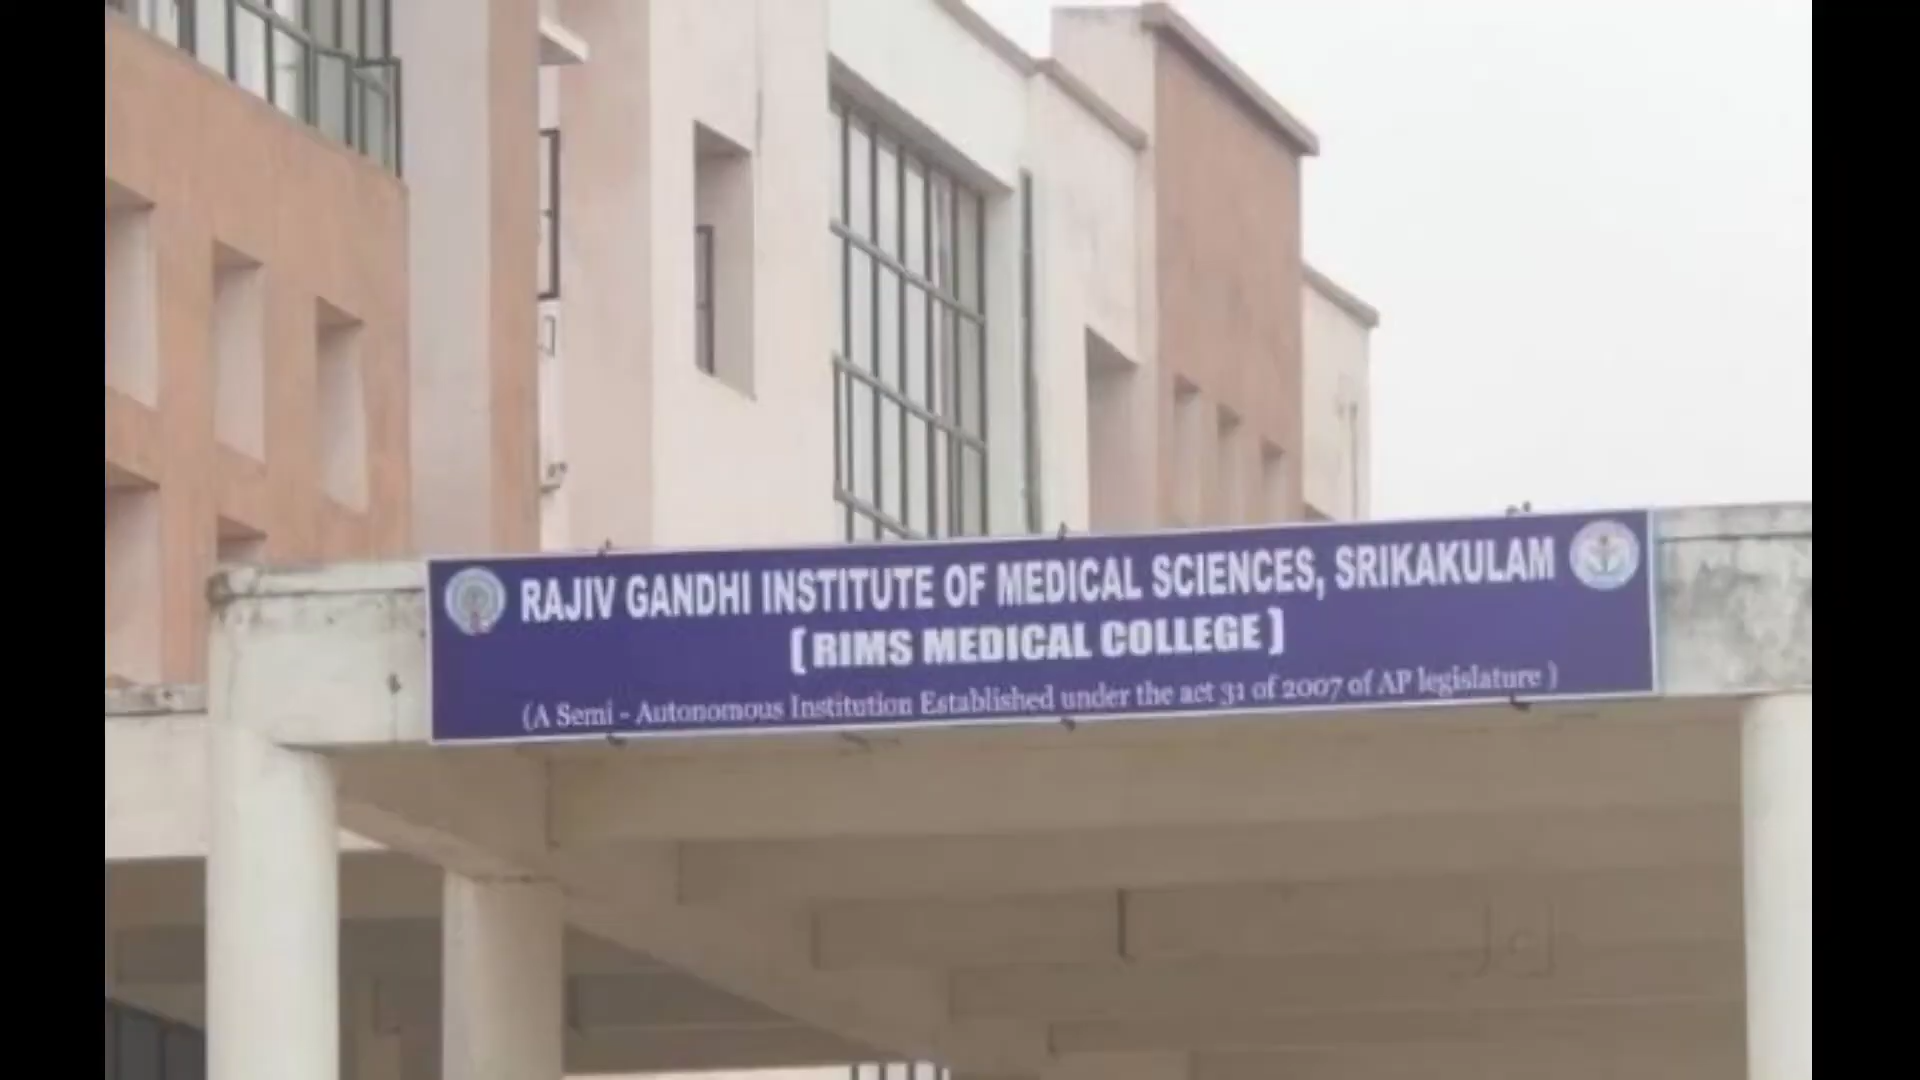 RAJIV GANDHI INSTITUTE OF MEDICAL SCIENCES, SRIKAKULAM
[RIMS MEDICAL COLLEGE]
(A Semi - Autonomous Institution Established under the act 31 of 2007 of AP legislature )
Jd